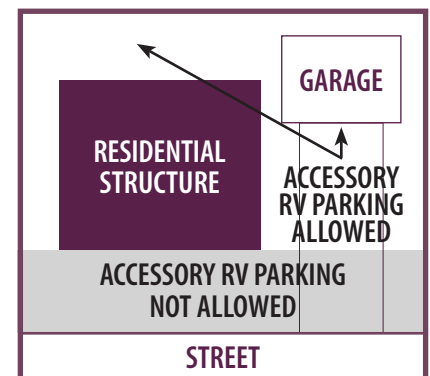 GARAGE
RESIDENTIAL
STRUCTURE
ACCESSORY
RV PARKING
ALLOWED
ACCESSORY RV PARKING
NOT ALLOWED
STREET